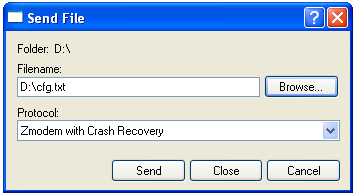 Send File
Folder: D:\
Filename:
D:\cfg.txt
Browse...
Protocol:
Zmodem with Crash Recovery
Send
Close
Cancel